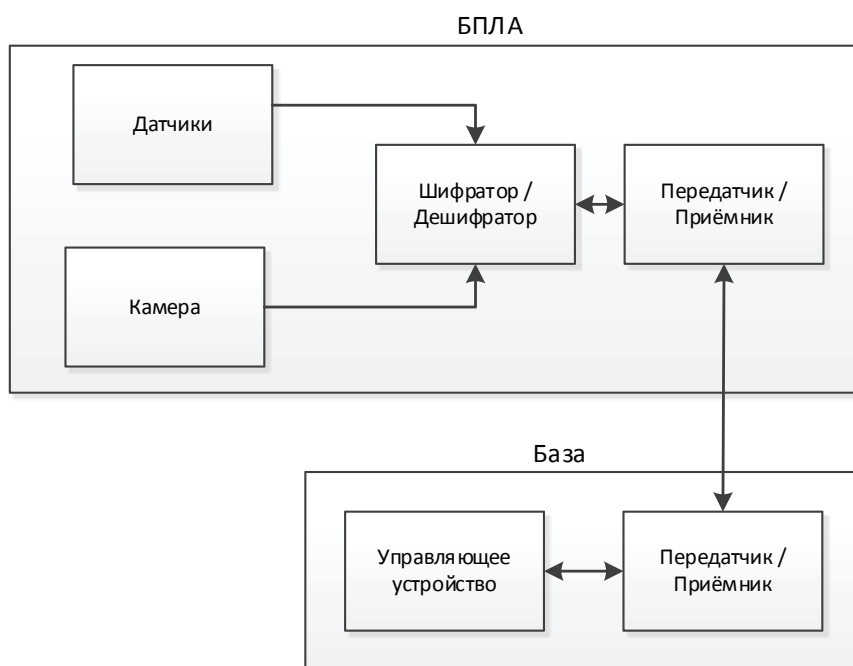 БПЛА
Датчики
Шифратор /
Дешифратор
Передатчик /
Приёмник
Камера
База
Управляющее
устройство
Передатчик /
Приёмник